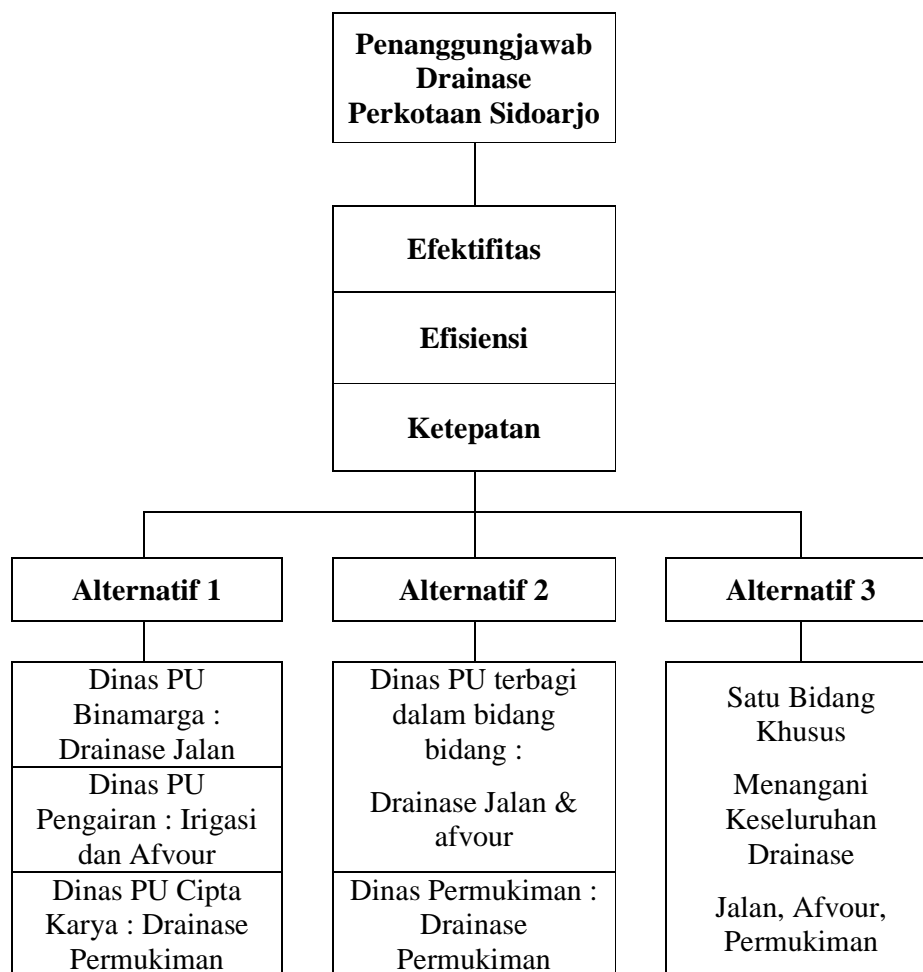 Penanggungjawab
Drainase
Perkotaan Sidoarjo
Efektifitas
Efisiensi
Ketepatan
Alternatif 1
Alternatif 2
Alternatif 3
Dinas PU
Binamarga :
Drainase Jalan
Dinas PU
Pengairan : Irigasi
dan Afvour
Dinas PU Cipta
Karya : Drainase
Permukiman
Dinas PU terbagi
dalam bidang
bidang :
Drainase Jalan &
afvour
Dinas Permukiman :
Drainase
Permukiman
Satu Bidang
Khusus
Menangani
Keseluruhan
Drainase
Jalan, Afvour,
Permukiman